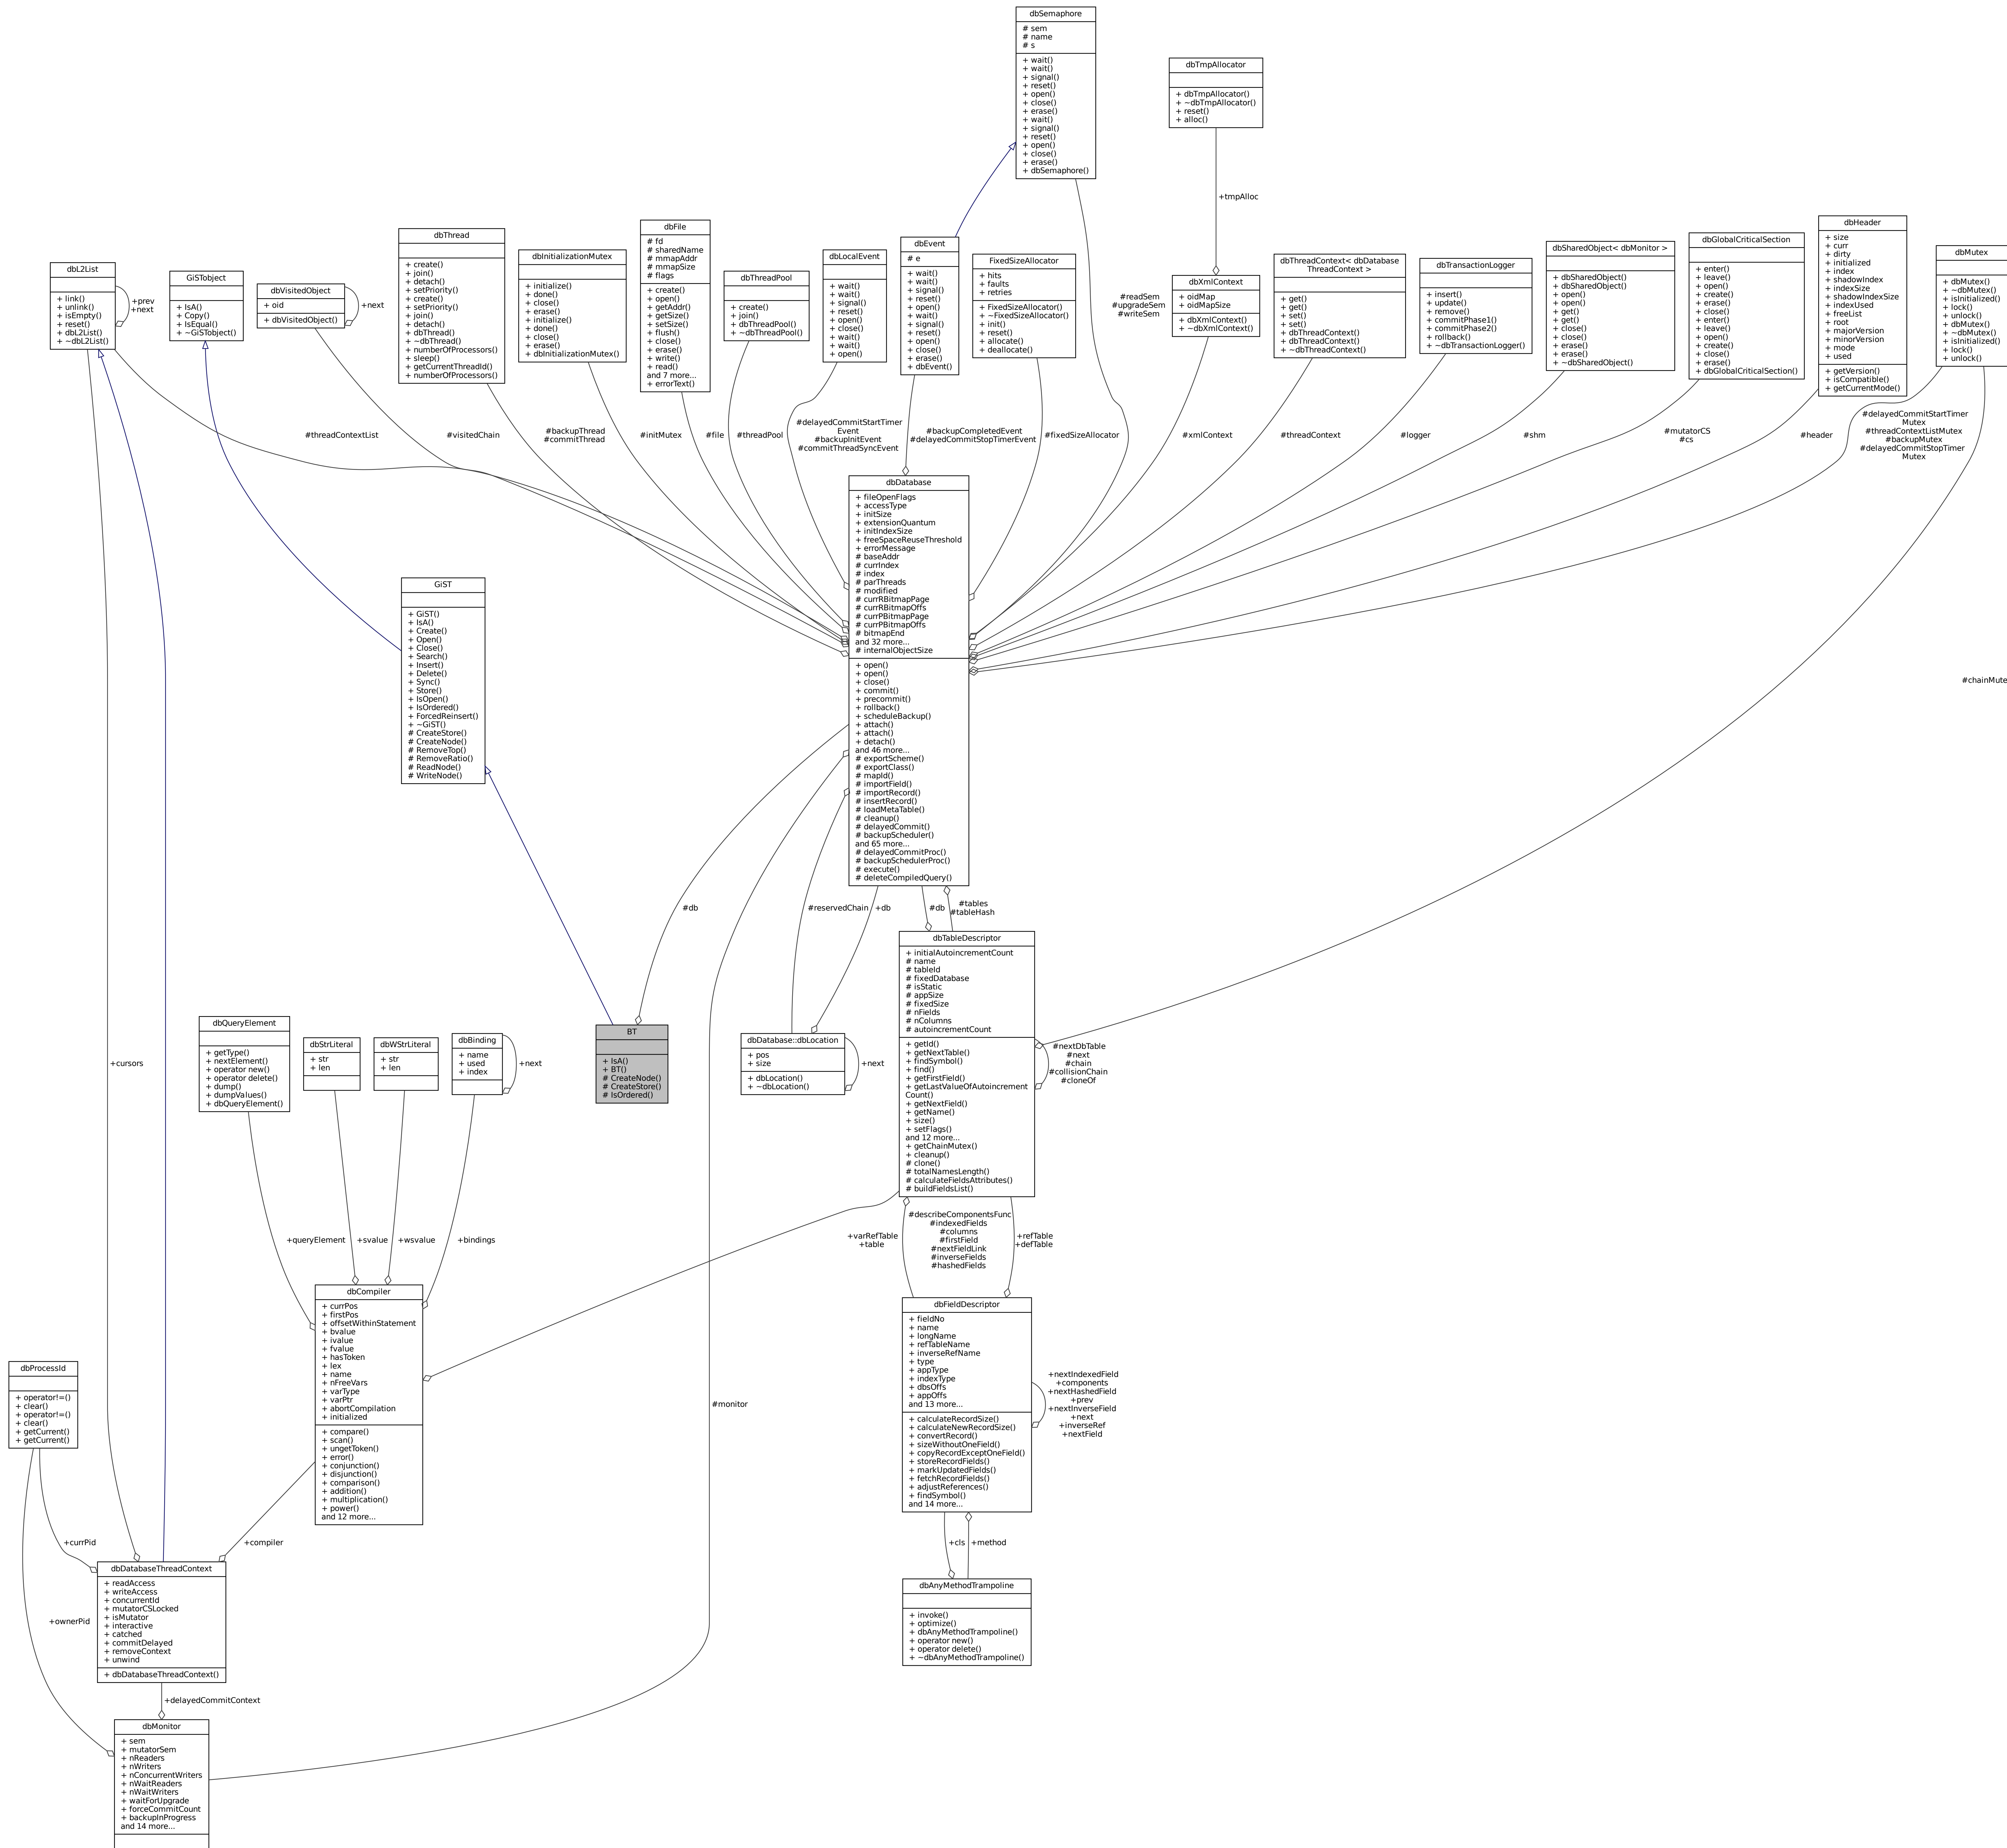 dbSemaphore
# sem
# name
# s
+ wait()
+ wait()
+ signal()
+ reset()
+ open()
+ close()
+ erase()
+ wait()
+ signal()
+ reset()
+ open()
+ close()
+ erase()
+ dbSemaphore()
dbTmpAllocator
+ dbTmpAllocator()
+ ~dbTmpAllocator()
+ reset()
+ alloc()
+tmpAlloc
dbL2List
+ link()
+ unlink()
+ isEmpty()
+ reset()
+ dbL2List()
+ ~dbL2List()
+prev
+next
GiSTobject
+ IsA()
+ Copy()
+ IsEqual()
+ ~GiSTobject()
dbVisitedObject
+ oid
+ dbVisitedObject()
+next
dbThread
+ create()
+ join()
+ detach()
+ setPriority()
+ create()
+ setPriority()
+ join()
+ detach()
+ dbThread()
+ ~dbThread()
+ numberOfProcessors()
+ sleep()
+ getCurrentThreadId()
+ numberOfProcessors()
dbInitializationMutex
+ initialize()
+ done()
+ close()
+ erase()
+ initialize()
+ done()
+ close()
+ erase()
+ dbInitializationMutex()
dbFile
# fd
# sharedName
# mmapAddr
# mmapSize
# flags
+ create()
+ open()
+ getAddr()
+ getSize()
+ setSize()
+ flush()
+ close()
+ erase()
+ write()
+ read()
and 7 more...
+ errorText()
dbThreadPool
+ create()
+ join()
+ dbThreadPool()
+ ~dbThreadPool()
dbLocalEvent
+ wait()
+ wait()
+ signal()
+ reset()
+ open()
+ close()
+ wait()
+ wait()
+ open()
dbEvent
# e
+ wait()
+ wait()
+ signal()
+ reset()
+ open()
+ wait()
+ signal()
+ reset()
+ open()
+ close()
+ erase()
+ dbEvent()
FixedSizeAllocator
+ hits
+ faults
+ retries
+ FixedSizeAllocator()
+ ~FixedSizeAllocator()
+ init()
+ reset()
+ allocate()
+ deallocate()
#readSem
#upgradeSem
#writeSem
dbXmlContext
+ oidMap
+ oidMapSize
+ dbXmlContext()
+ ~dbXmlContext()
dbThreadContext< dbDatabase
ThreadContext >
+ get()
+ get()
+ set()
+ set()
+ dbThreadContext()
+ dbThreadContext()
+ ~dbThreadContext()
dbTransactionLogger
+ insert()
+ update()
+ remove()
+ commitPhase1()
+ commitPhase2()
+ rollback()
+ ~dbTransactionLogger()
dbSharedObject< dbMonitor >
+ dbSharedObject()
+ dbSharedObject()
+ open()
+ open()
+ get()
+ get()
+ close()
+ close()
+ erase()
+ erase()
+ ~dbSharedObject()
dbGlobalCriticalSection
+ enter()
+ leave()
+ open()
+ create()
+ erase()
+ close()
+ enter()
+ leave()
+ open()
+ create()
+ close()
+ erase()
+ dbGlobalCriticalSection()
dbHeader
+ size
+ curr
+ dirty
+ initialized
+ index
+ shadowIndex
+ indexSize
+ shadowIndexSize
+ indexUsed
+ freeList
+ root
+ majorVersion
+ minorVersion
+ mode
+ used
+ getVersion()
+ isCompatible()
+ getCurrentMode()
dbMutex
+ dbMutex()
+ ~dbMutex()
+ isInitialized()
+ lock()
+ unlock()
+ dbMutex()
+ ~dbMutex()
+ isInitialized()
+ lock()
+ unlock()
#threadContextList
#visitedChain
#backupThread
#commitThread
#initMutex
#file
#threadPool
#delayedCommitStartTimer
Event
#backupInitEvent
#commitThreadSyncEvent
#backupCompletedEvent
#delayedCommitStopTimerEvent
#fixedSizeAllocator
#xmlContext
#threadContext
#logger
#shm
#mutatorCS
#cs
#header
#delayedCommitStartTimer
Mutex
#threadContextListMutex
#backupMutex
#delayedCommitStopTimer
Mutex
dbDatabase
+ fileOpenFlags
+ accessType
+ initSize
+ extensionQuantum
+ initIndexSize
+ freeSpaceReuseThreshold
+ errorMessage
# baseAddr
# currIndex
# index
# parThreads
# modified
# currRBitmapPage
# currRBitmapOffs
# currPBitmapPage
# currPBitmapOffs
# bitmapEnd
and 32 more...
# internalObjectSize
+ open()
+ open()
+ close()
+ commit()
+ precommit()
+ rollback()
+ scheduleBackup()
+ attach()
+ attach()
+ detach()
and 46 more...
# exportScheme()
# exportClass()
# mapId()
# importField()
# importRecord()
# insertRecord()
# loadMetaTable()
# cleanup()
# delayedCommit()
# backupScheduler()
and 65 more...
# delayedCommitProc()
# backupSchedulerProc()
# execute()
# deleteCompiledQuery()
GiST
+ GiST()
+ IsA()
+ Create()
+ Open()
+ Close()
+ Search()
+ Insert()
+ Delete()
+ Sync()
+ Store()
+ IsOpen()
+ IsOrdered()
+ ForcedReinsert()
+ ~GiST()
# CreateStore()
# CreateNode()
# RemoveTop()
# RemoveRatio()
# ReadNode()
# WriteNode()
#db
#reservedChain
+db
#db
#tables
#tableHash
dbTableDescriptor
+ initialAutoincrementCount
# name
# tableId
# fixedDatabase
# isStatic
# appSize
# fixedSize
# nFields
# nColumns
# autoincrementCount
+ getId()
+ getNextTable()
+ findSymbol()
+ find()
+ getFirstField()
+ getLastValueOfAutoincrement
Count()
+ getNextField()
+ getName()
+ size()
+ setFlags()
and 12 more...
+ getChainMutex()
+ cleanup()
# clone()
# totalNamesLength()
# calculateFieldsAttributes()
# buildFieldsList()
#nextDbTable
#next
#chain
#collisionChain
#cloneOf
+cursors
dbQueryElement
+ getType()
+ nextElement()
+ operator new()
+ operator delete()
+ dump()
+ dumpValues()
+ dbQueryElement()
dbStrLiteral
+ str
+ len
dbWStrLiteral
+ str
+ len
dbBinding
+ name
+ used
+ index
+next
BT
+ IsA()
+ BT()
# CreateNode()
# CreateStore()
# IsOrdered()
dbDatabase::dbLocation
+ pos
+ size
+ dbLocation()
+ ~dbLocation()
+next
+queryElement
+svalue
+wsvalue
+bindings
+varRefTable
+table
#describeComponentsFunc
#indexedFields
#columns
#firstField
#nextFieldLink
#inverseFields
#hashedFields
+refTable
+defTable
dbCompiler
+ currPos
+ firstPos
+ offsetWithinStatement
+ bvalue
+ ivalue
+ fvalue
+ hasToken
+ lex
+ name
+ nFreeVars
+ varType
+ varPtr
+ abortCompilation
+ initialized
+ compare()
+ scan()
+ ungetToken()
+ error()
+ conjunction()
+ disjunction()
+ comparison()
+ addition()
+ multiplication()
+ power()
and 12 more...
dbFieldDescriptor
+ fieldNo
+ name
+ longName
+ refTableName
+ inverseRefName
+ type
+ appType
+ indexType
+ dbsOffs
+ appOffs
and 13 more...
+ calculateRecordSize()
+ calculateNewRecordSize()
+ convertRecord()
+ sizeWithoutOneField()
+ copyRecordExceptOneField()
+ storeRecordFields()
+ markUpdatedFields()
+ fetchRecordFields()
+ adjustReferences()
+ findSymbol()
and 14 more...
+nextIndexedField
+components
+nextHashedField
+prev
+nextInverseField
+next
+inverseRef
+nextField
dbProcessId
+ operator!=()
+ clear()
+ operator!=()
+ clear()
+ getCurrent()
+ getCurrent()
#monitor
+currPid
+compiler
+cls
+method
dbDatabaseThreadContext
+ readAccess
+ writeAccess
+ concurrentId
+ mutatorCSLocked
+ isMutator
+ interactive
+ catched
+ commitDelayed
+ removeContext
+ unwind
+ dbDatabaseThreadContext()
dbAnyMethodTrampoline
+ invoke()
+ optimize()
+ dbAnyMethodTrampoline()
+ operator new()
+ operator delete()
+ ~dbAnyMethodTrampoline()
+ownerPid
+delayedCommitContext
dbMonitor
+ sem
+ mutatorSem
+ nReaders
+ nWriters
+ nConcurrentWriters
+ nWaitReaders
+ nWaitWriters
+ waitForUpgrade
+ forceCommitCount
+ backupInProgress
and 14 more...